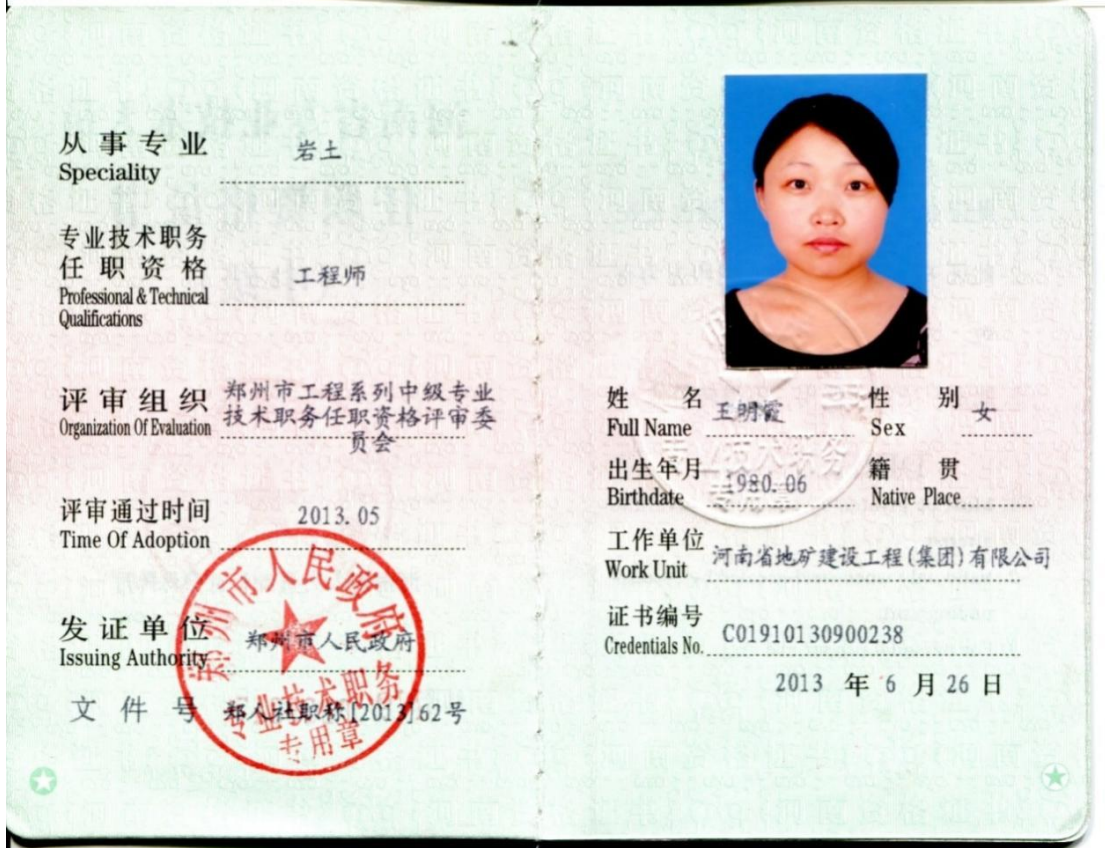 从事专业 岩土
Speciality
专业技术职务
任职资格 工程师
Professional & Technical
Qualifications
评审组织 郑州市工程系列中级专业
Organization Of Evaluation 技术职务任职资格评审委
员会
评审通过时间 2013.05
Time Of Adoption
发证单位 郑州市人民政府
Issuing Authority
文件号 郑人社职称[2013]62号
郑州市人民政府
专业技术职务
专用章
姓名 王明霞 性别 女
Full Name Sex
出生年月 1980.06 籍贯
Birthdate Native Place
工作单位 河南省地矿建设工程(集团)有限公司
Work Unit
证书编号 C01910130900238
Credentials No.
2013 年 6 月 26 日